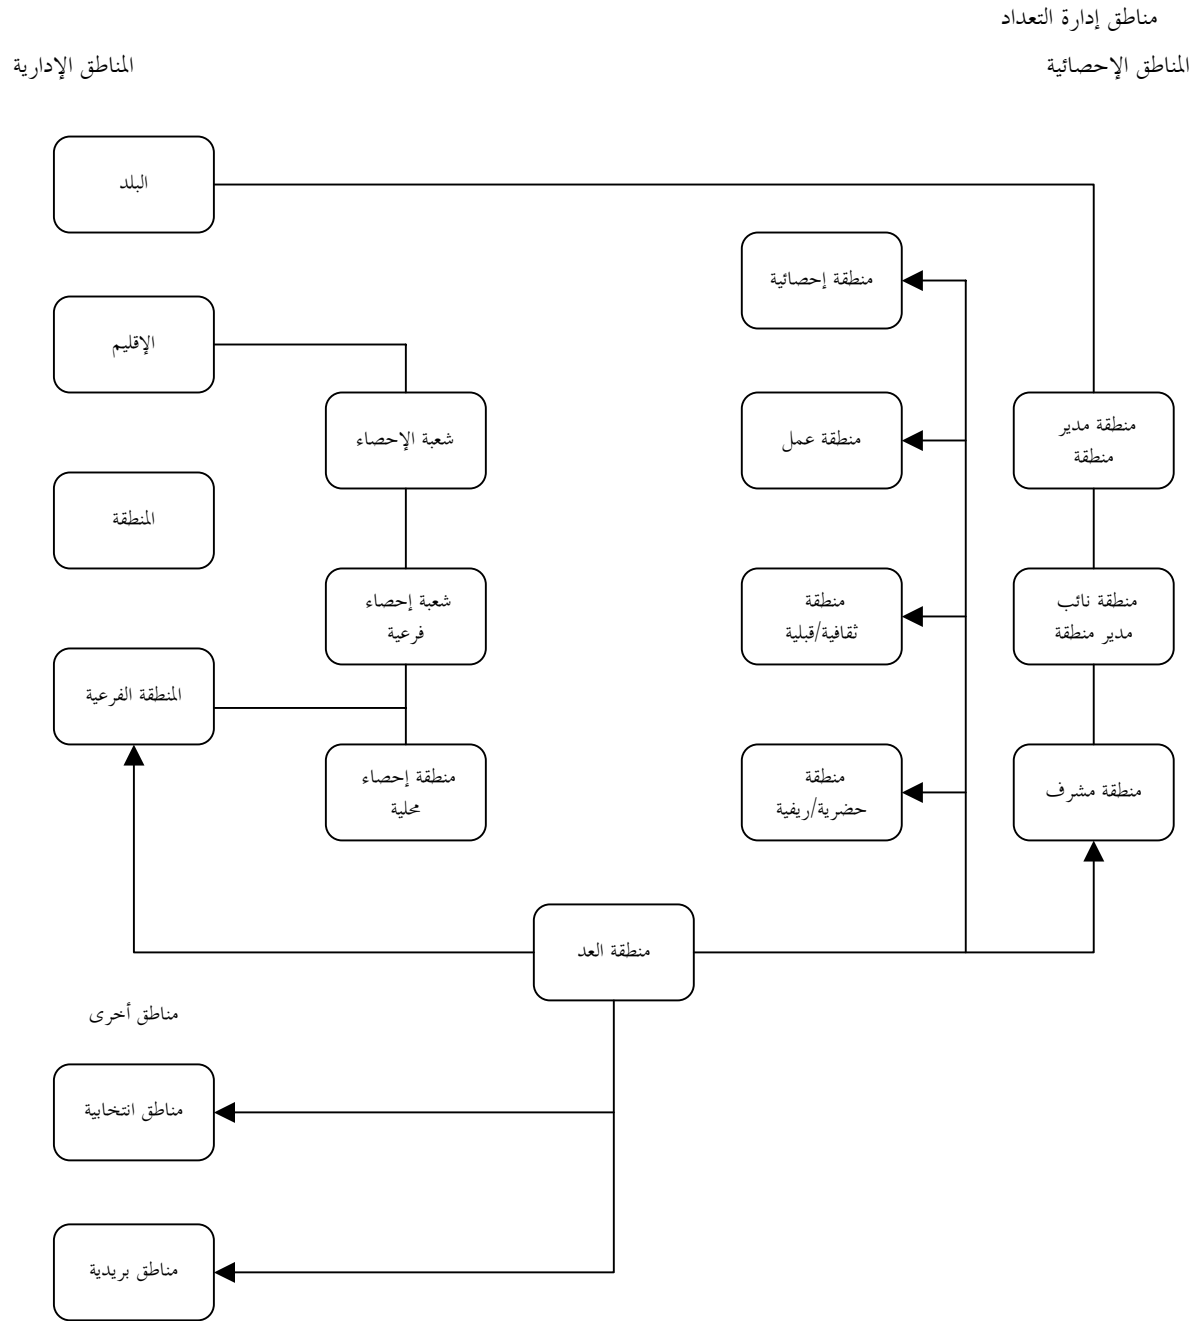 مناطق إدارة التعداد
المناطق الإحصائية
المناطق الإدارية
البلد
منطقة إحصائية
الإقليم
منطقة مدير
منطقة
منطقة عمل
شعبة الإحصاء
المنطقة
منطقة نائب
مدير منطقة
منطقة
ثقافية/قبلية
شعبة إحصاء
فرعية
المنطقة الفرعية
منطقة مشرف
منطقة
حضرية/ريفية
منطقة إحصاء
محلية
منطقة العد
مناطق أخرى
مناطق انتخابية
مناطق بريدية